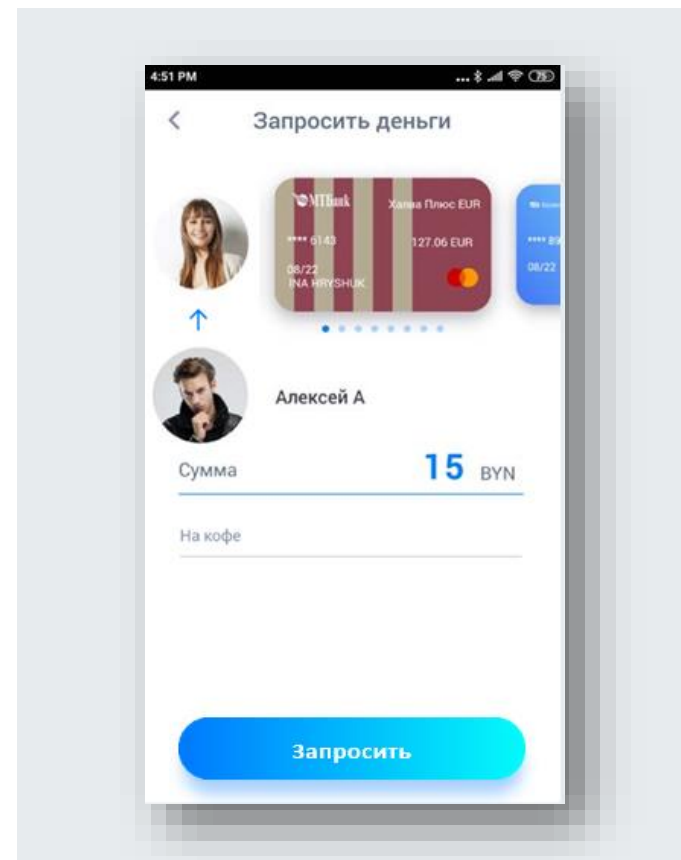 4:51 PM
Запросить деньги
MTBank
Халва Плюс EUR
**** 6143
127.06 EUR
08/22
INA HRYSHUK
08/22
Алексей А
Сумма
15 BYN
На кофе
Запросить